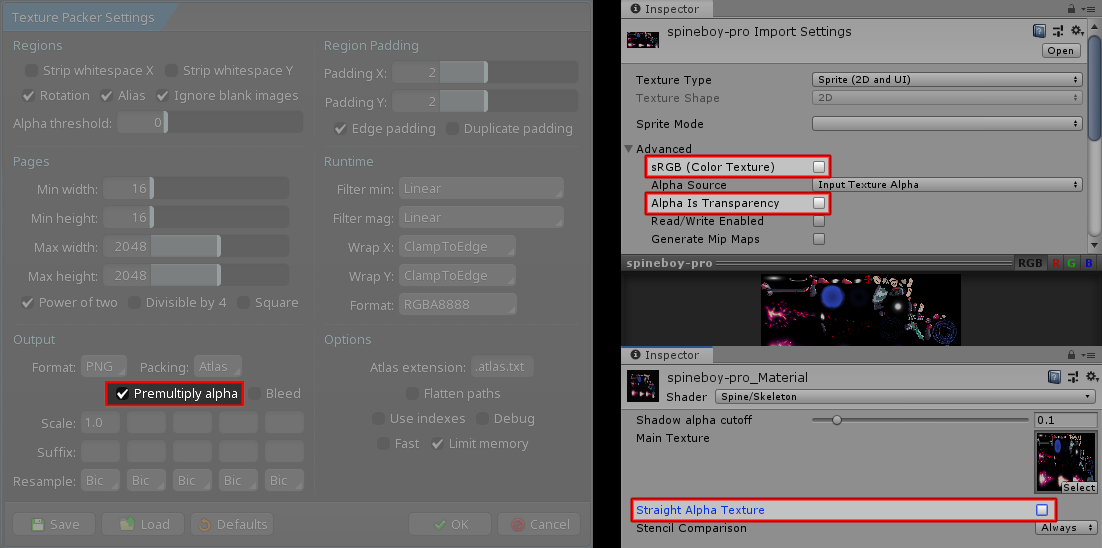 Texture Packer Settings
Regions
Strip whitespace X Strip whitespace Y
Rotation Alias Ignore blank images
Alpha threshold: 0
Region Padding
Padding X: 2
Padding Y: 2
Edge padding Duplicate padding
Pages
Min width: 16
Min height: 16
Max width: 2048
Max height: 2048
Power of two Divisible by 4 Square
Runtime
Filter min: Linear
Filter mag: Linear
Wrap X: ClampToEdge
Wrap Y: ClampToEdge
Format: RGBA8888
Output
Format: PNG Packing: Atlas
Premultiply alpha Bleed
Scale: 1.0
Suffix:
Resample: Bic Bic Bic Bic Bic
Options
Atlas extension: .atlas.txt
Flatten paths
Use indexes Debug
Fast Limit memory
Save Load Defaults OK Cancel
Inspector
spineboy-pro Import Settings
Open
Texture Type Sprite (2D and UI)
Texture Shape 2D
Sprite Mode
Advanced
sRGB (Color Texture)
Alpha Source Input Texture Alpha
Alpha Is Transparency
Read/Write Enabled
Generate Mip Maps
spineboy-pro RGB R G B
Inspector
spineboy-pro_Material
Shader Spine/Skeleton
Shadow alpha cutoff 0.1
Main Texture
Select
Straight Alpha Texture
Stencil Comparison Always